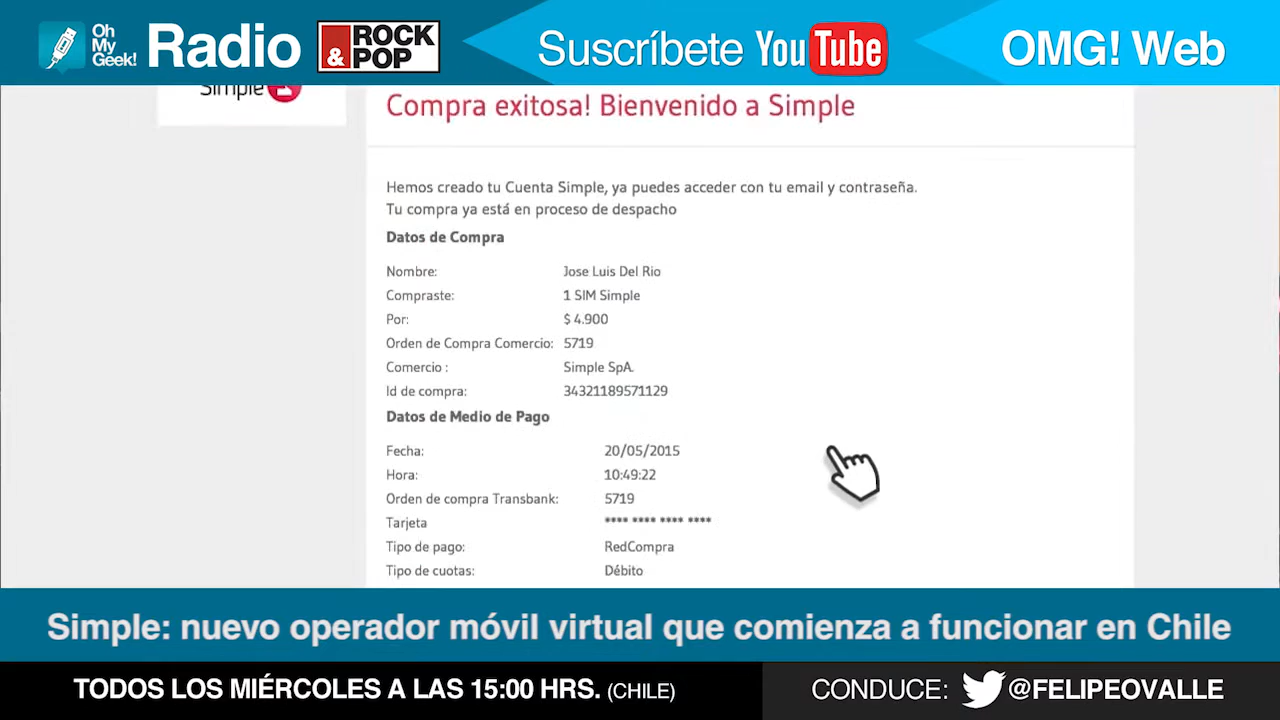 Oh
My
Geek!
Radio
ROCK
& POP
Suscríbete YouTube
OMG! Web
Simple
Compra exitosa! Bienvenido a Simple
Hemos creado tu Cuenta Simple, ya puedes acceder con tu email y contraseña.
Tu compra ya está en proceso de despacho
Datos de Compra
Nombre: Jose Luis Del Rio
Compraste: 1 SIM Simple
Por: $ 4.900
Orden de Compra Comercio: 5719
Comercio : Simple SpA.
Id de compra: 34321189571129
Datos de Medio de Pago
Fecha: 20/05/2015
Hora: 10:49:22
Orden de compra Transbank: 5719
Tarjeta **** **** **** ****
Tipo de pago: RedCompra
Tipo de cuotas: Débito
Simple: nuevo operador móvil virtual que comienza a funcionar en Chile
TODOS LOS MIÉRCOLES A LAS 15:00 HRS. (CHILE)
CONDUCE: @FELIPEOVALLE